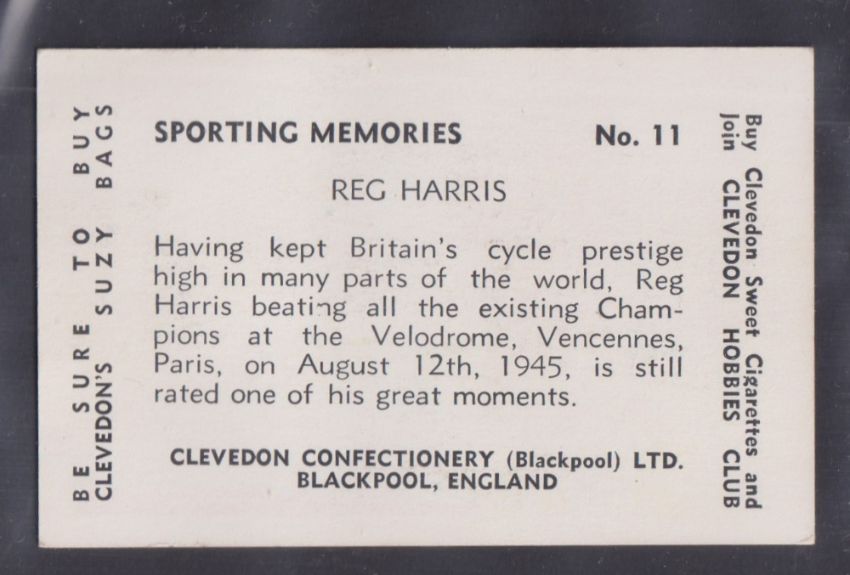 BE SURE TO BUY
CLEVEDON'S SUZY BAGS
SPORTING MEMORIES No. 11
REG HARRIS
Having kept Britain's cycle prestige
high in many parts of the world, Reg
Harris beating all the existing Cham-
pions at the Velodrome, Vencennes,
Paris, on August 12th, 1945, is still
rated one of his great moments.
CLEVEDON CONFECTIONERY (Blackpool) LTD.
BLACKPOOL, ENGLAND
Buy Clevedon Sweet Cigarettes and
Join CLEVEDON HOBBIES CLUB